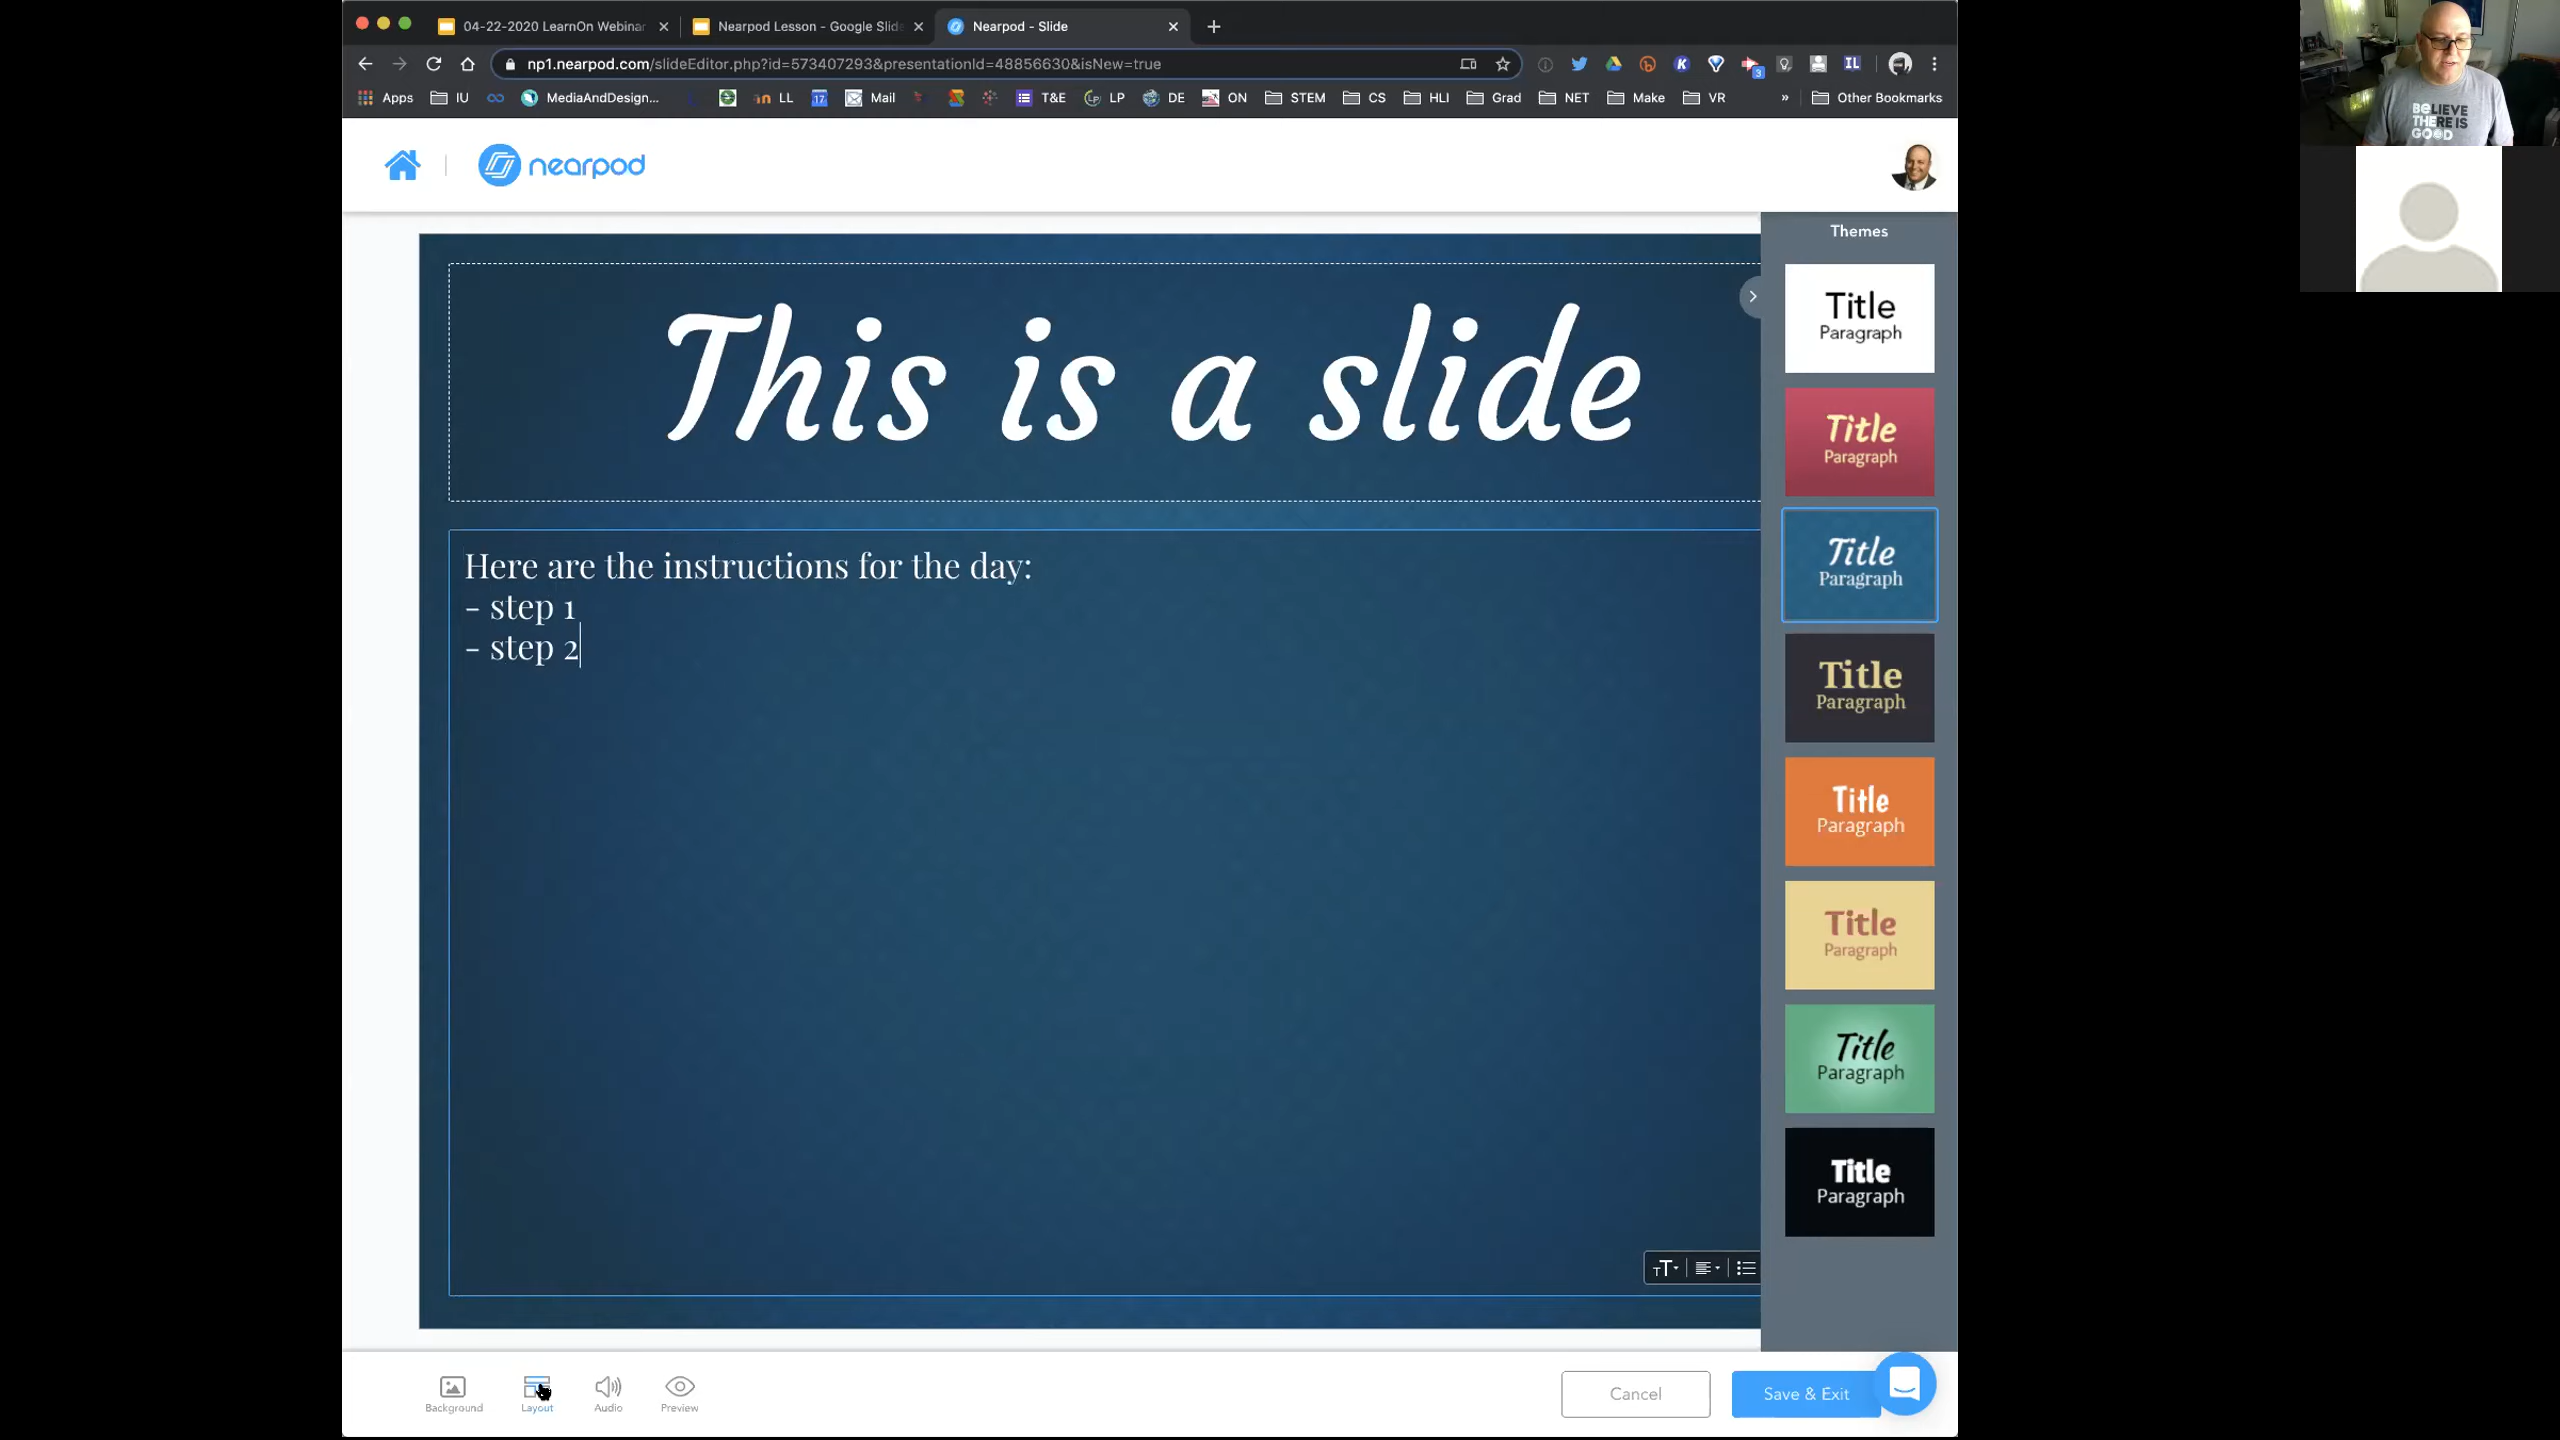 04-22-2020 LearnOn Webinar
Nearpod Lesson - Google Slide
Nearpod - Slide
np1.nearpod.com/slideEditor.php?id=573407293&presentationId=48856630&isNew=true
3
Apps
IU
MediaAndDesign...
LL
17
Mail
T&E
LP
DE
ON
STEM
CS
HLI
Grad
NET
Make
VR
»
Other Bookmarks
BELIEVE
THERE IS
GOOD
nearpod
Themes
This is a slide
Here are the instructions for the day:
- step 1
- step 2
Title
Paragraph
Title
Paragraph
Title
Paragraph
Title
Paragraph
Title
Paragraph
Title
Paragraph
Title
Paragraph
Title
Paragraph
TT
Background
Layout
Audio
Preview
Cancel
Save & Exit